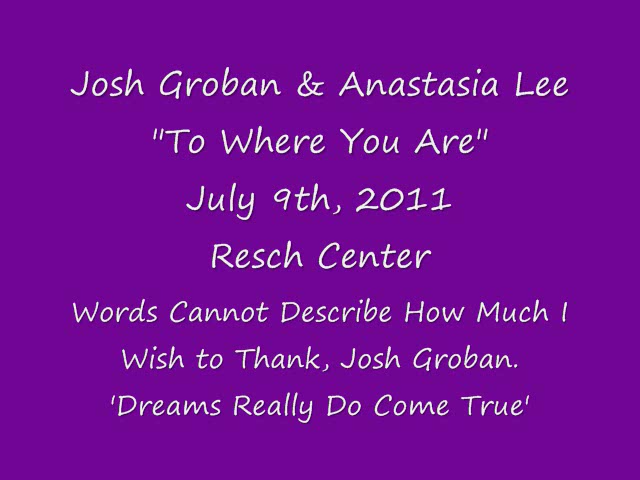 Josh Groban & Anastasia Lee
"To Where You Are"
July 9th, 2011
Resch Center
Words Cannot Describe How Much I
Wish to Thank, Josh Groban.
'Dreams Really Do Come True'